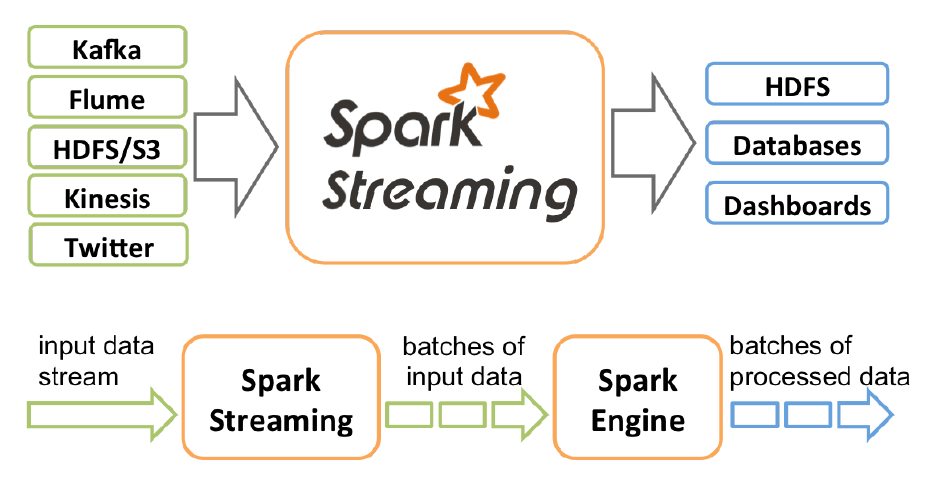 Kafka
Flume
HDFS/S3
Kinesis
Twitter
Spark
Streaming
HDFS
Databases
Dashboards
input data
stream
Spark
Streaming
batches of
input data
Spark
Engine
batches of
processed data